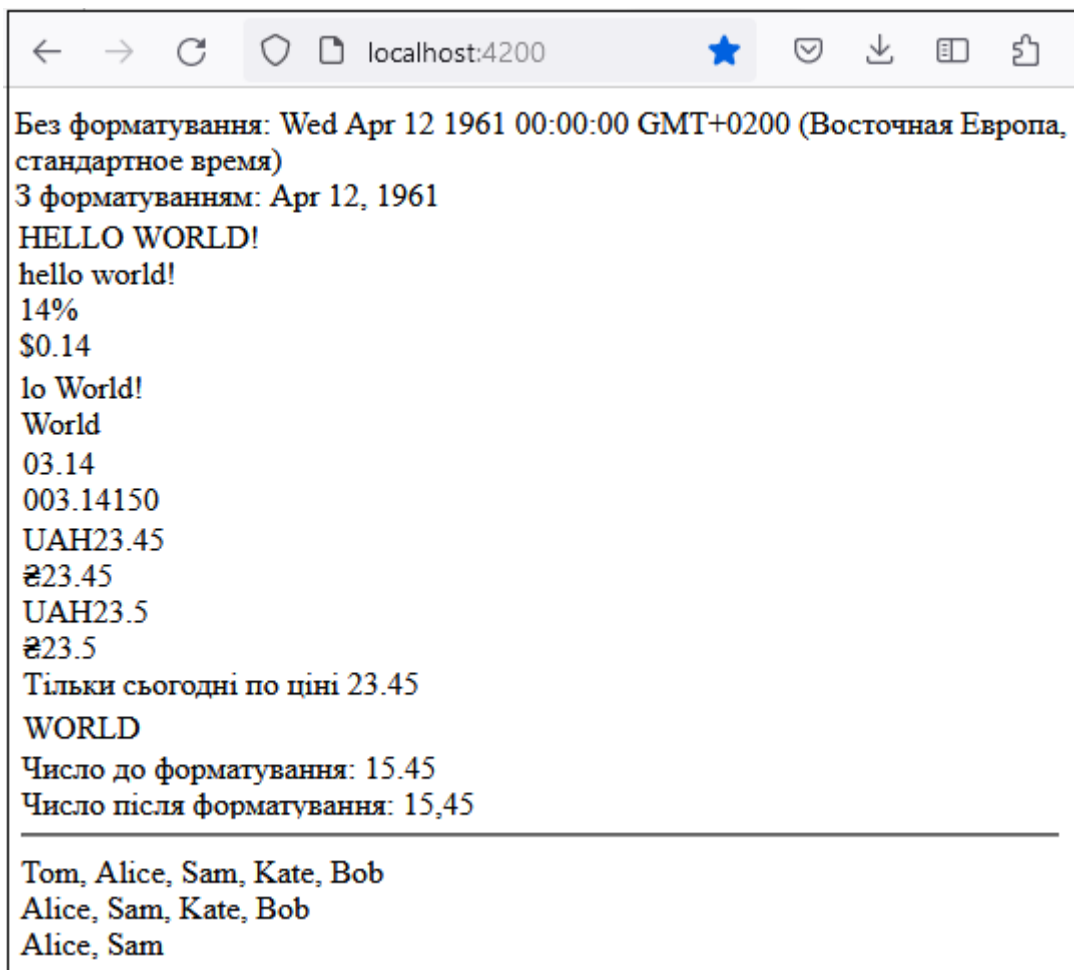 localhost:4200
Без форматування: Wed Apr 12 1961 00:00:00 GMT+0200 (Восточная Европа,
стандартное время)
З форматуванням: Apr 12, 1961
HELLO WORLD!
hello world!
14%
$0.14
lo World!
World
03.14
003.14150
UAH23.45
₴23.45
UAH23.5
₴23.5
Тільки сьогодні по ціні 23.45
WORLD
Число до форматування: 15.45
Число після форматування: 15,45
Tom, Alice, Sam, Kate, Bob
Alice, Sam, Kate, Bob
Alice, Sam